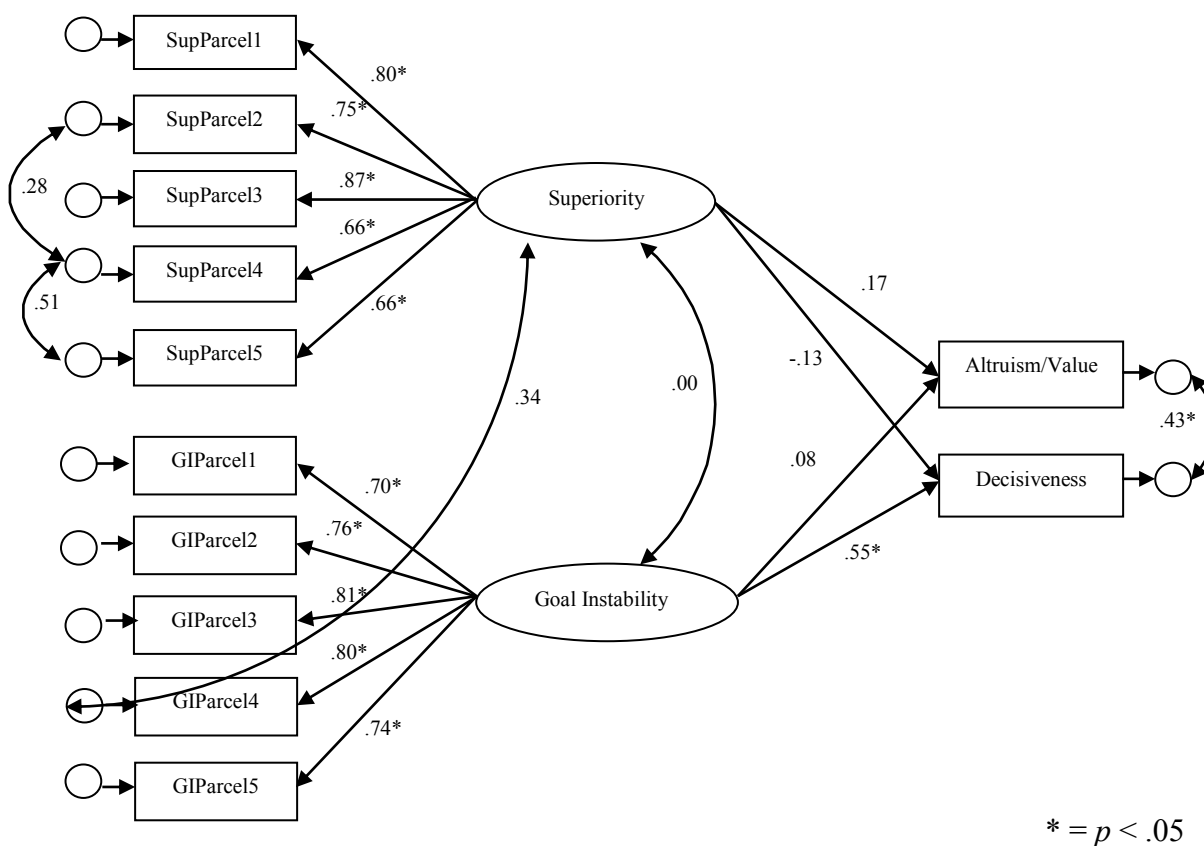 SupParcel1
.80*
SupParcel2
.75*
.28
SupParcel3
.87*
Superiority
.66*
SupParcel4
.51
.66*
SupParcel5
.17
-.13
Altruism/Value
.34
.00
.43*
.08
GIParcel1
.70*
Decisiveness
GIParcel2
.76*
.55*
GIParcel3
.81*
Goal Instability
.80*
GIParcel4
.74*
GIParcel5
* = p < .05